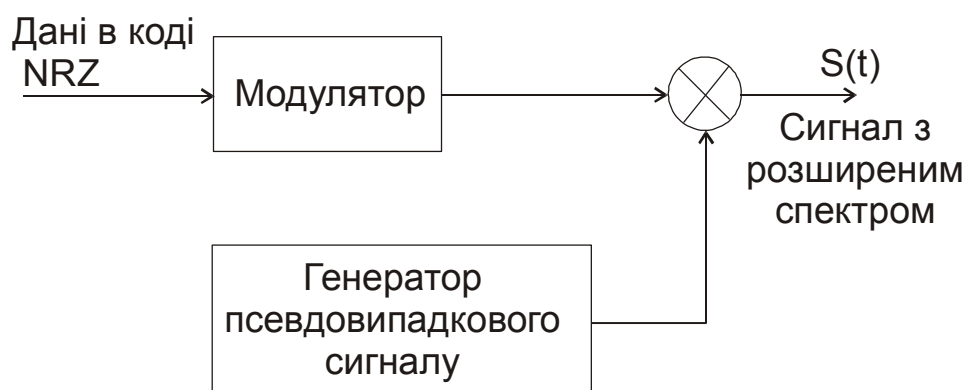 Дані в коді
NRZ
Модулятор
S(t)
Сигнал з
розширеним
спектром
Генератор
псевдовипадкового
сигналу